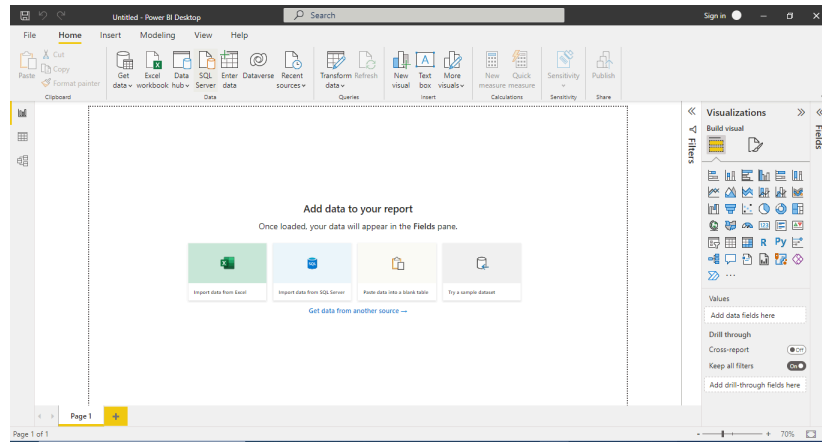 Untitled - Power BI Desktop
Search
Sign in
File Home Insert Modeling View Help
Paste
Cut
Copy
Format painter
Clipboard
Get data
Excel workbook
Data hub
SQL Server
Enter data
Dataverse
Recent sources
Data
Transform data
Refresh
Queries
New visual
Text box
More visuals
Insert
New measure
Quick measure
Calculations
Sensitivity
Sensitivity
Publish
Share
Add data to your report
Once loaded, your data will appear in the Fields pane.
Import data from Excel
SQL
Import data from SQL Server
Paste data into a blank table
Try a sample dataset
Get data from another source →
Filters
Visualizations
Build visual
123
R
Py
Values
Add data fields here
Drill through
Cross-report
Off
Keep all filters
On
Add drill-through fields here
Fields
Page 1
Page 1 of 1
70%